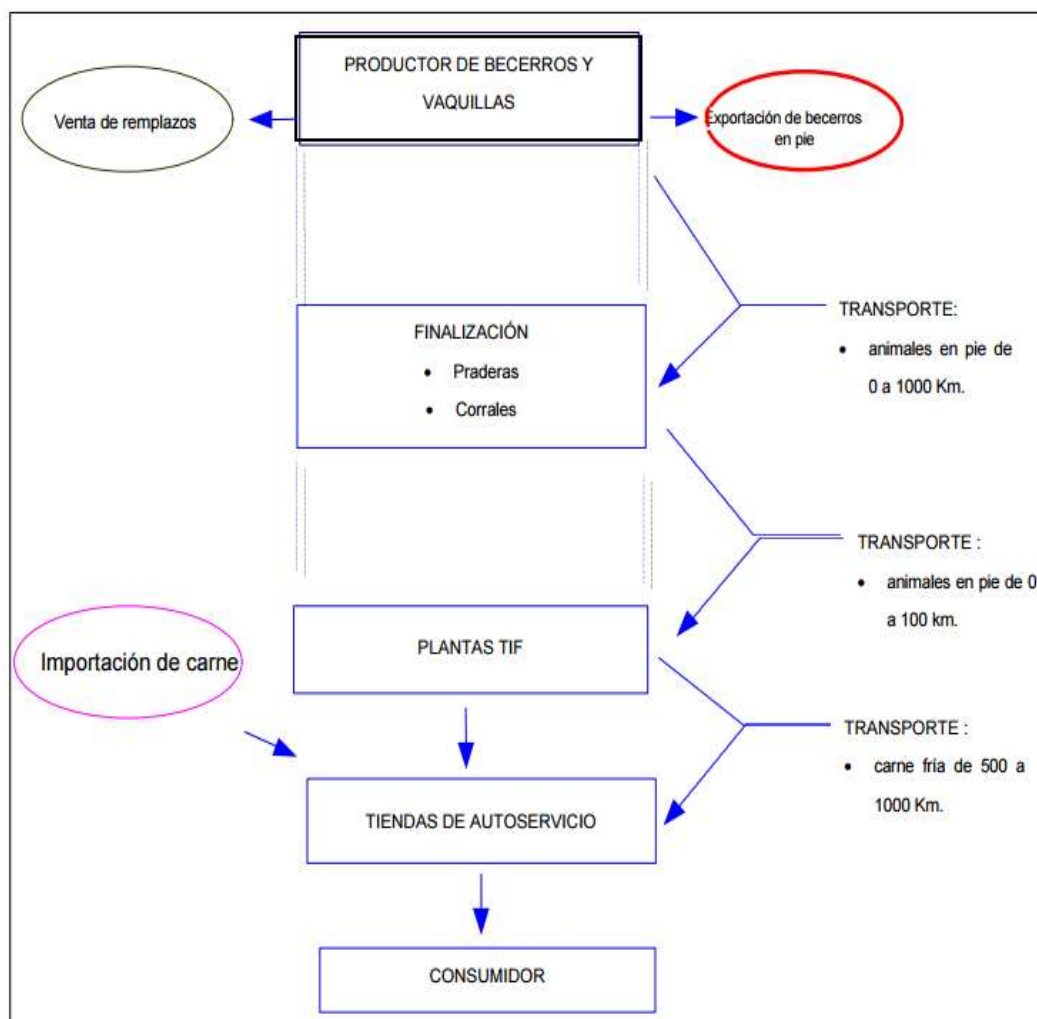 PRODUCTOR DE BECERROS Y
VAQUILLAS
Venta de remplazos
Exportación de becerros
en pie
TRANSPORTE:
• animales en pie de
0 a 1000 Km.
FINALIZACIÓN
• Praderas
• Corrales
TRANSPORTE :
• animales en pie de 0
a 100 km.
PLANTAS TIF
Importación de carne
TRANSPORTE :
• carne fría de 500 a
1000 Km.
TIENDAS DE AUTOSERVICIO
CONSUMIDOR